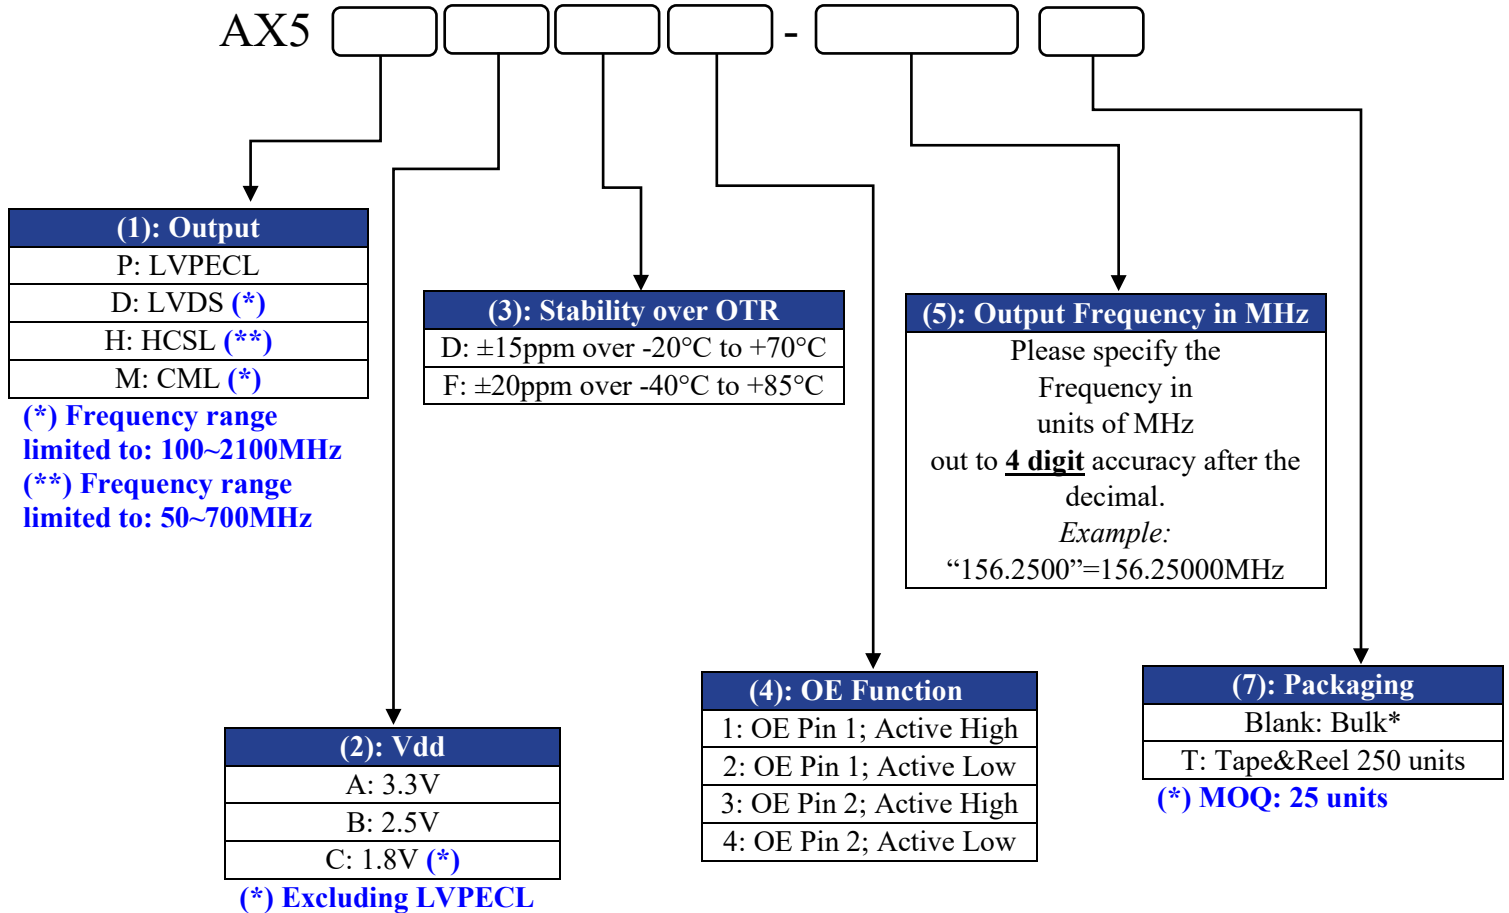 AX5 -
(1): Output
P: LVPECL
D: LVDS (*)
H: HCSL (**)
M: CML (*)
(*) Frequency range
limited to: 100~2100MHz
(**) Frequency range
limited to: 50~700MHz
(2): Vdd
A: 3.3V
B: 2.5V
C: 1.8V (*)
(*) Excluding LVPECL
(3): Stability over OTR
D: ±15ppm over -20°C to +70°C
F: ±20ppm over -40°C to +85°C
(4): OE Function
1: OE Pin 1; Active High
2: OE Pin 1; Active Low
3: OE Pin 2; Active High
4: OE Pin 2; Active Low
(5): Output Frequency in MHz
Please specify the
Frequency in
units of MHz
out to 4 digit accuracy after the
decimal.
Example:
“156.2500”=156.25000MHz
(7): Packaging
Blank: Bulk*
T: Tape&Reel 250 units
(*) MOQ: 25 units